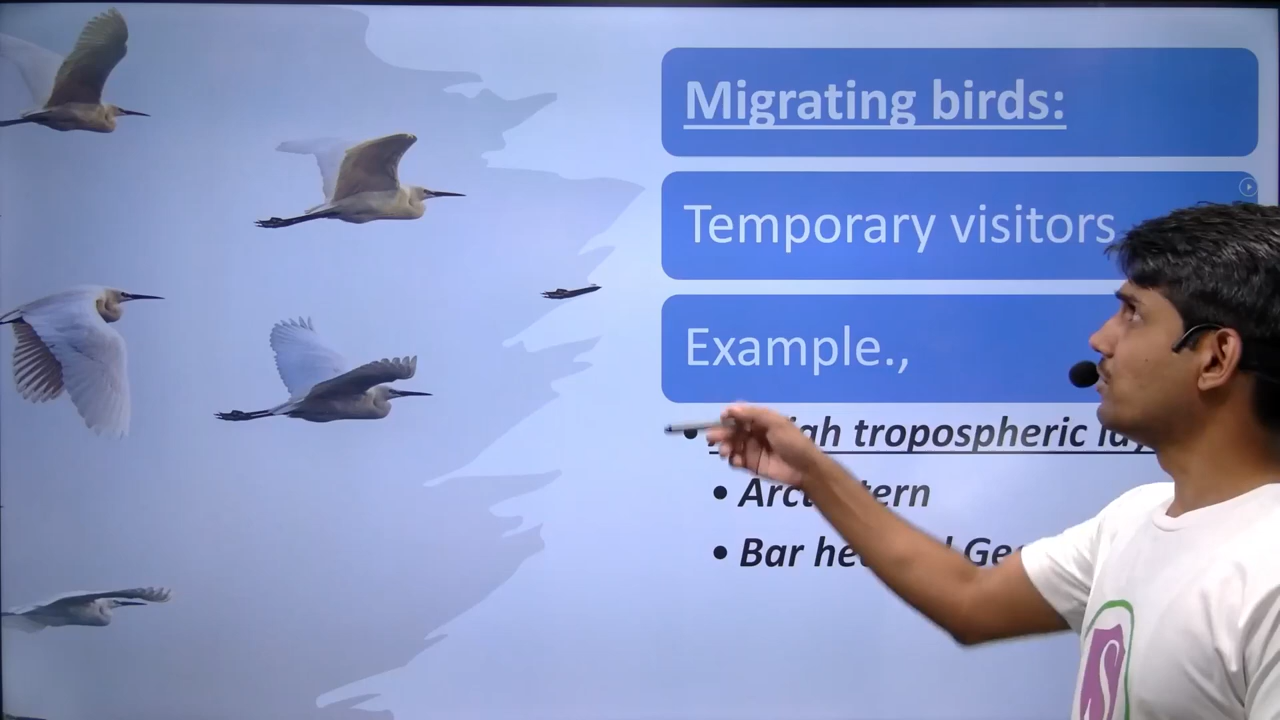 Migrating birds:
Temporary visitors
Example.,
• tropospheric
• tern
• Bar
S